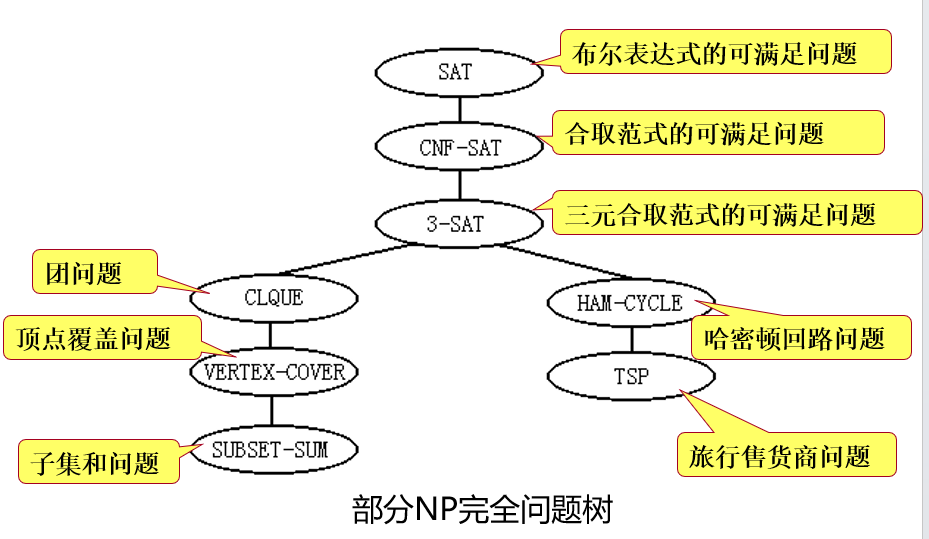 SAT
布尔表达式的可满足问题
CNF-SAT
合取范式的可满足问题
3-SAT
三元合取范式的可满足问题
团问题
CLQUE
HAM-CYCLE
哈密顿回路问题
顶点覆盖问题
VERTEX-COVER
TSP
旅行售货商问题
子集和问题
SUBSET-SUM
部分NP完全问题树